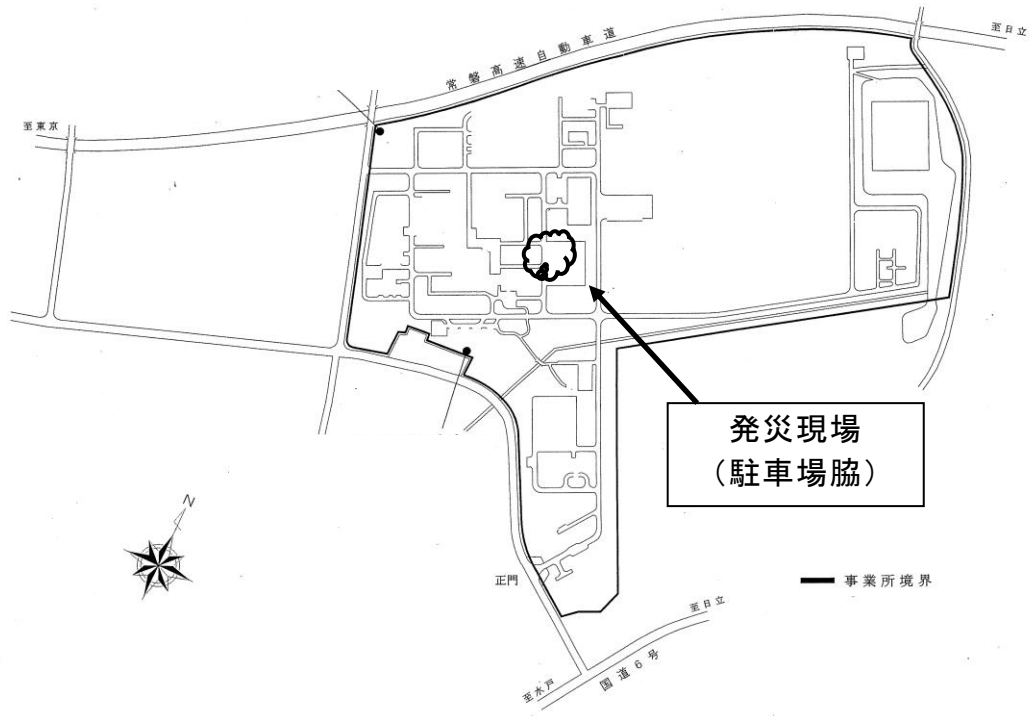 至日立
常磐高速自動車道
至東京
発災現場
（駐車場脇）
N
正門
事業所境界
至日立
国道6号
至水戸